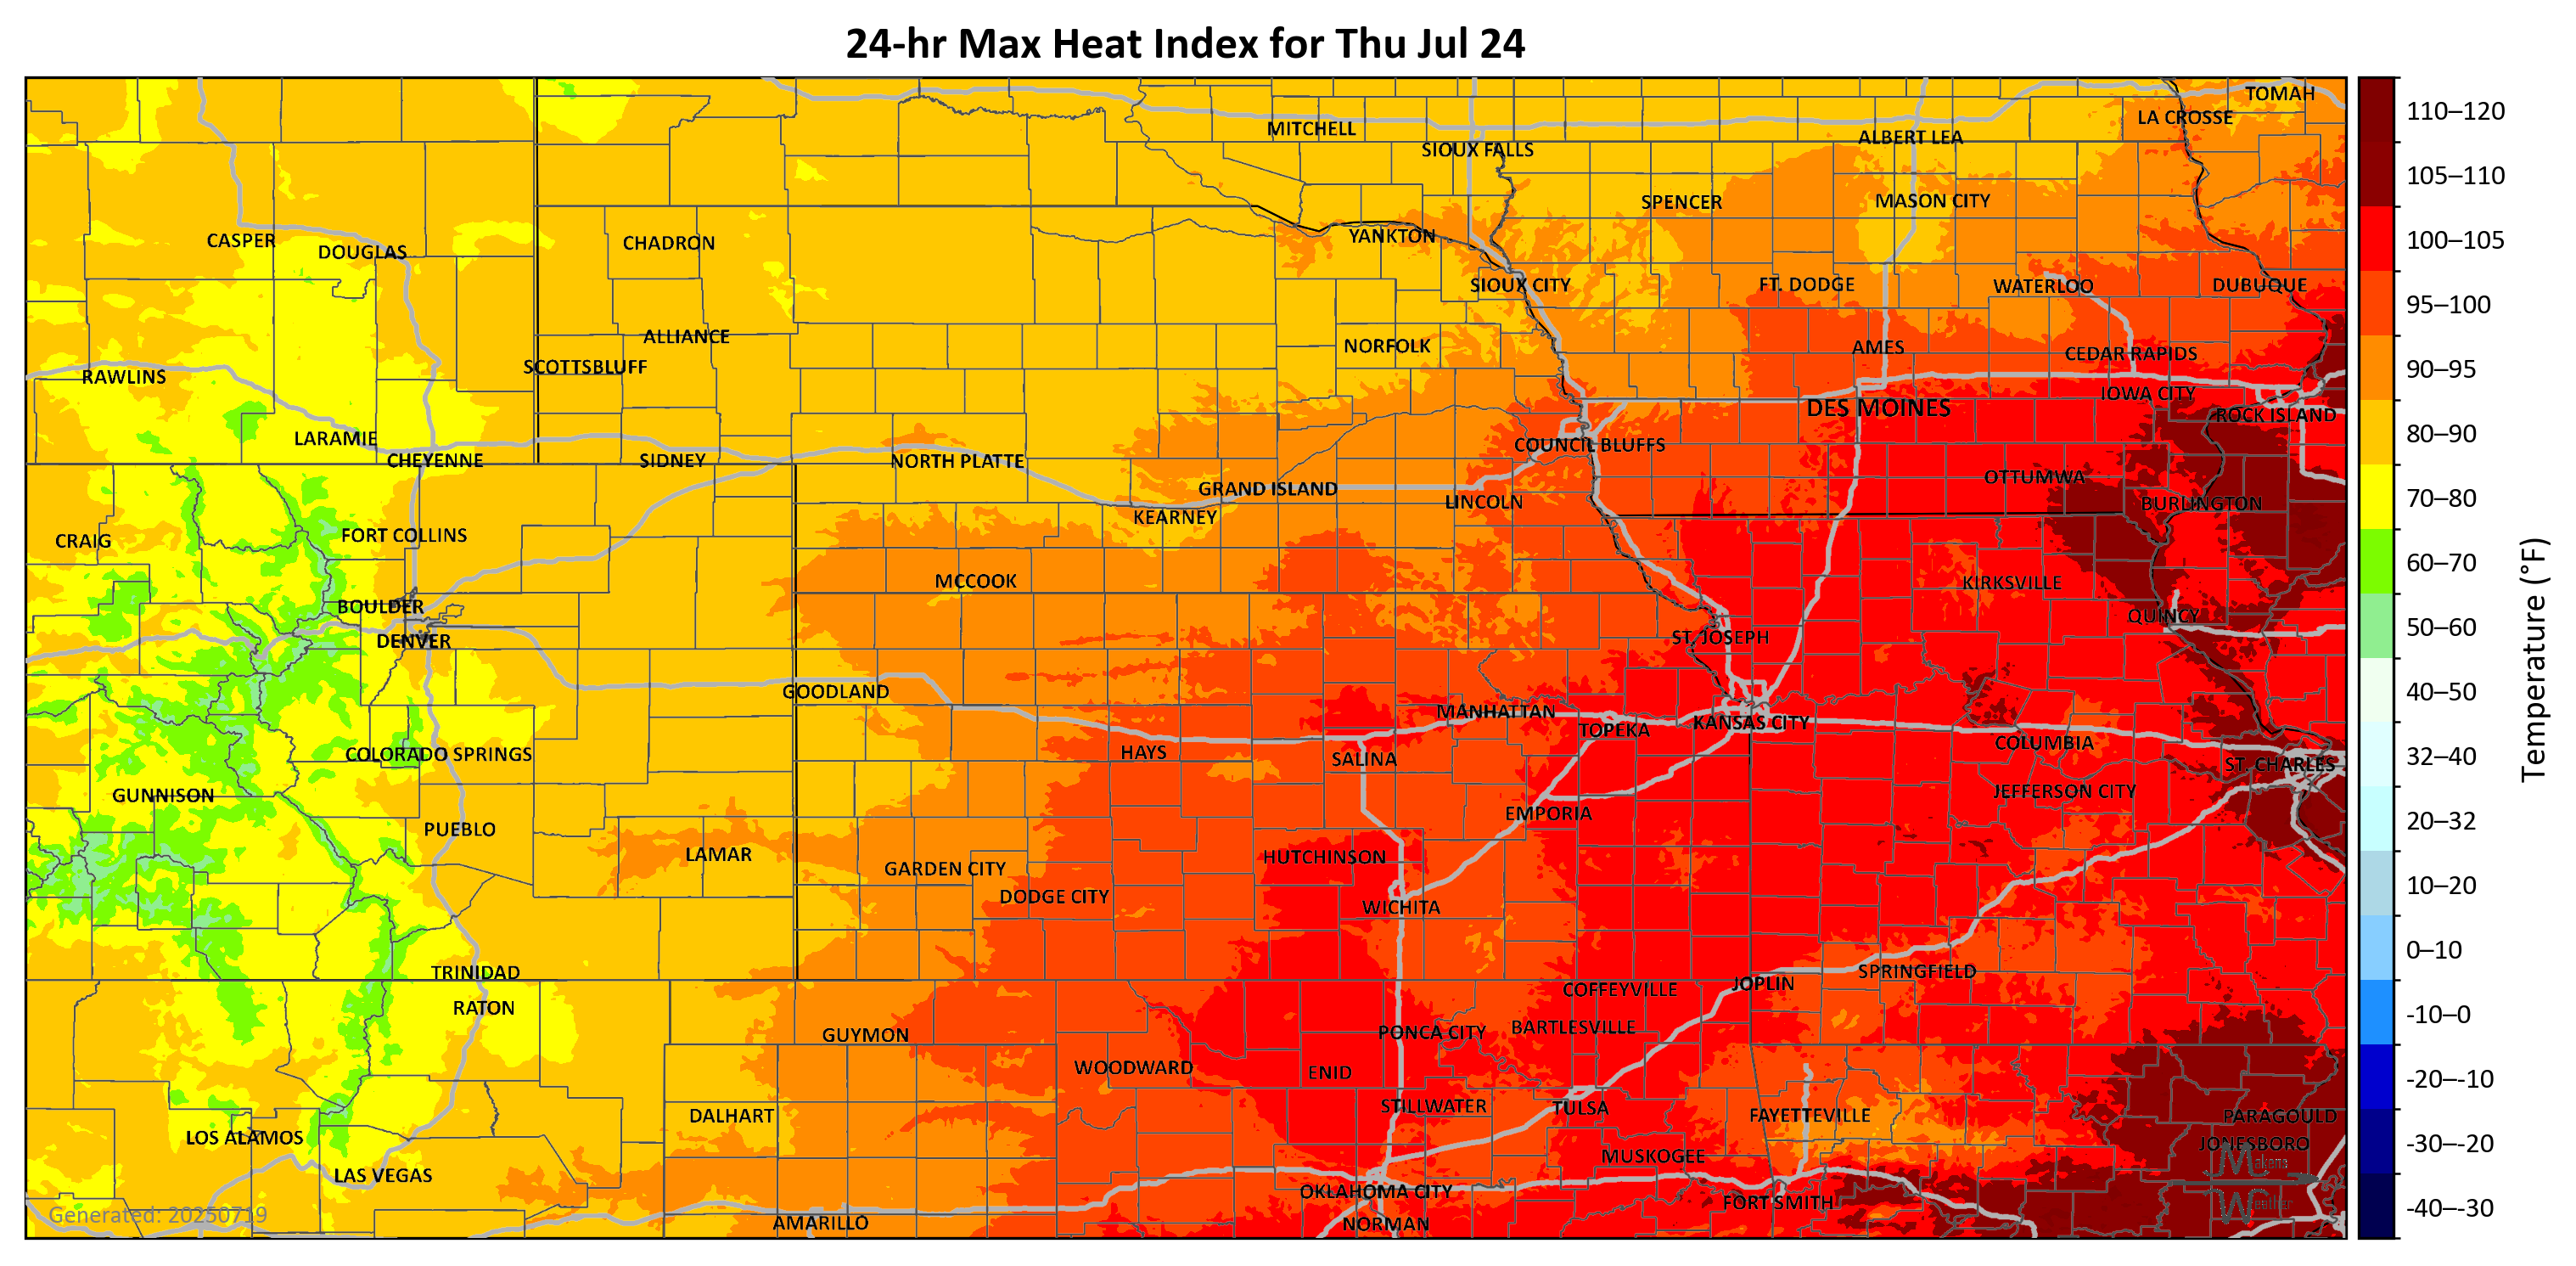 24-hr Max Heat Index for Thu Jul 24
TOMAH
LA CROSSE
MITCHELL
ALBERT LEA
SIOUX FALLS
SPENCER
MASON CITY
YANKTON
CASPER
DOUGLAS
CHADRON
SIOUX CITY
FT. DODGE
WATERLOO
DUBUQUE
ALLIANCE
NORFOLK
AMES
CEDAR RAPIDS
SCOTTSBLUFF
RAWLINS
IOWA CITY
DES MOINES
ROCK ISLAND
LARAMIE
COUNCIL BLUFFS
CHEYENNE
SIDNEY
NORTH PLATTE
OTTUMWA
GRAND ISLAND
LINCOLN
BURLINGTON
KEARNEY
CRAIG
FORT COLLINS
MCCOOK
KIRKSVILLE
BOULDER
QUINCY
DENVER
ST. JOSEPH
GOODLAND
MANHATTAN
KANSAS CITY
TOPEKA
COLUMBIA
COLORADO SPRINGS
HAYS
SALINA
ST. CHARLES
GUNNISON
JEFFERSON CITY
EMPORIA
PUEBLO
LAMAR
HUTCHINSON
GARDEN CITY
DODGE CITY
WICHITA
TRINIDAD
SPRINGFIELD
JOPLIN
COFFEYVILLE
RATON
BARTLESVILLE
PONCA CITY
GUYMON
WOODWARD
ENID
STILLWATER
TULSA
DALHART
FAYETTEVILLE
PARAGOULD
LOS ALAMOS
JONESBORO
MUSKOGEE
LAS VEGAS
OKLAHOMA CITY
FORT SMITH
AMARILLO
NORMAN
Generated: 20250719
Makens
Weather
110–120
105–110
100–105
95–100
90–95
80–90
70–80
60–70
50–60
40–50
32–40
20–32
10–20
0–10
-10–0
-20–-10
-30–-20
-40–-30
Temperature (°F)